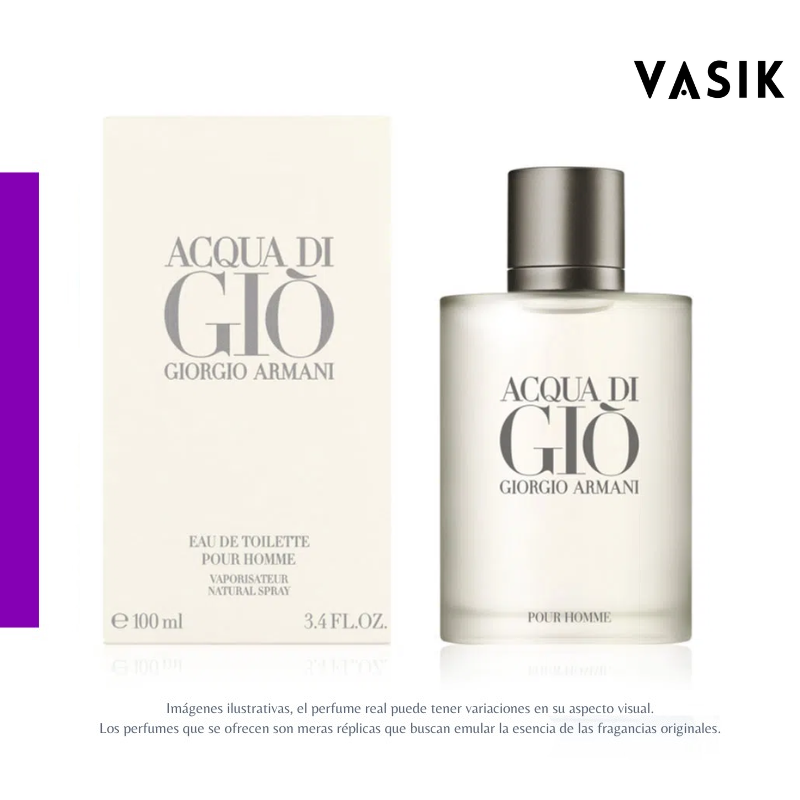 VASIK
ACQUA DI
GIÒ
GIORGIO ARMANI
EAU DE TOILETTE
POUR HOMME
VAPORISATEUR
NATURAL SPRAY
℮ 100 ml 3.4 FL.OZ.
ACQUA DI
GIÒ
GIORGIO ARMANI
POUR HOMME
Imágenes ilustrativas, el perfume real puede tener variaciones en su aspecto visual.
Los perfumes que se ofrecen son meras réplicas que buscan emular la esencia de las fragancias originales.